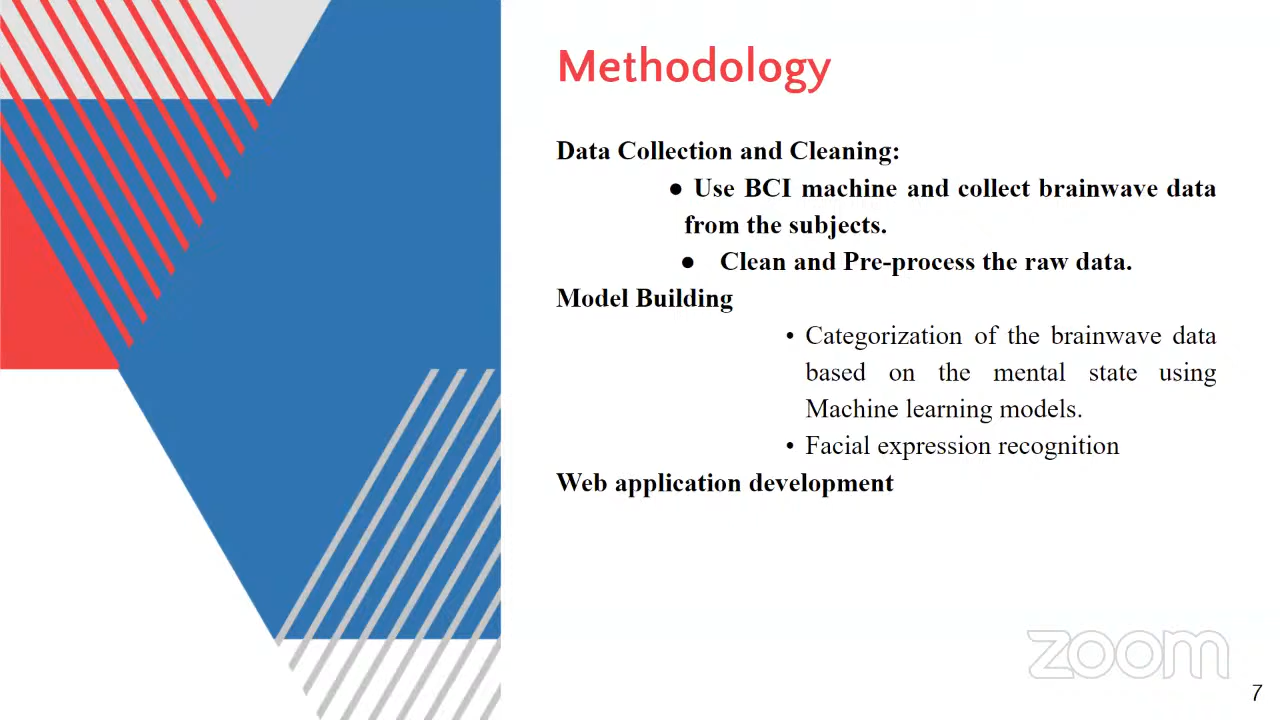 Methodology
Data Collection and Cleaning:
● Use BCI machine and collect brainwave data
from the subjects.
● Clean and Pre-process the raw data.
Model Building
• Categorization of the brainwave data
based on the mental state using
Machine learning models.
• Facial expression recognition
Web application development
zoom
7